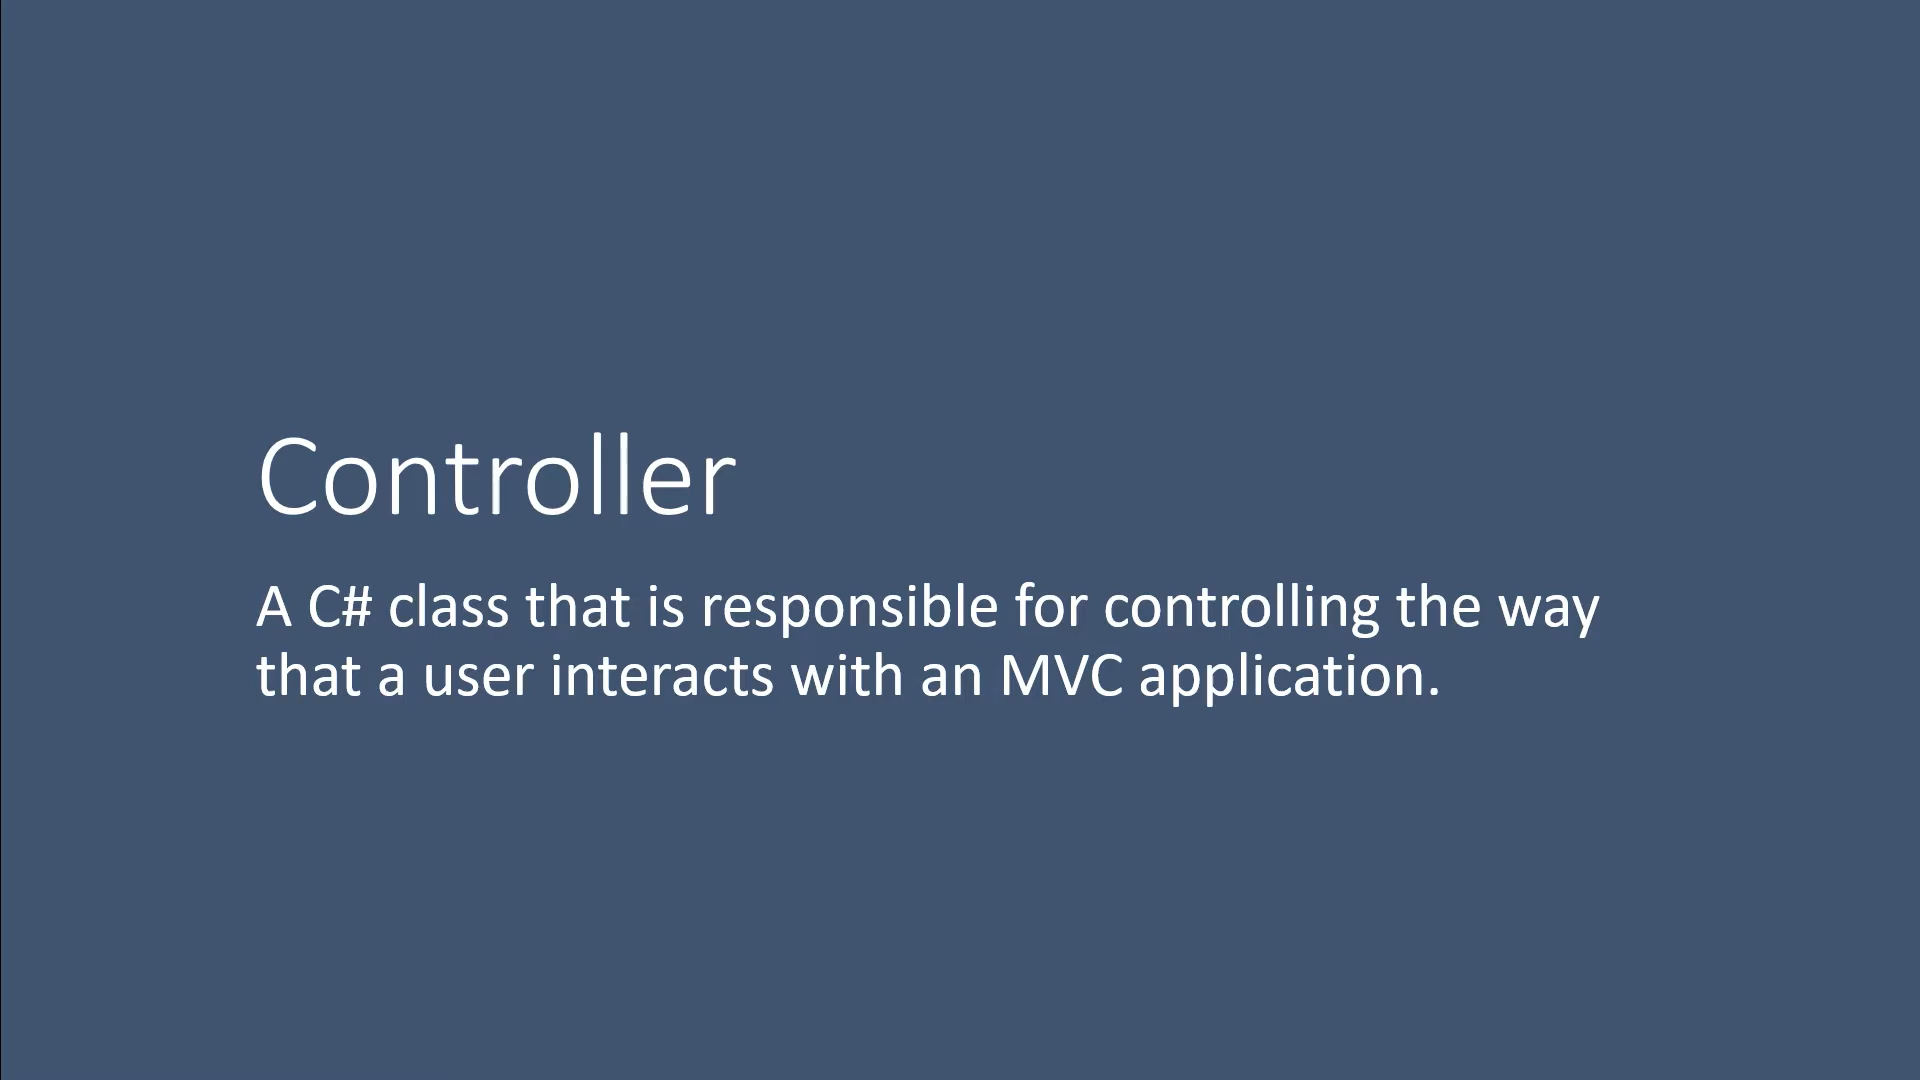 Controller
A C# class that is responsible for controlling the way
that a user interacts with an MVC application.